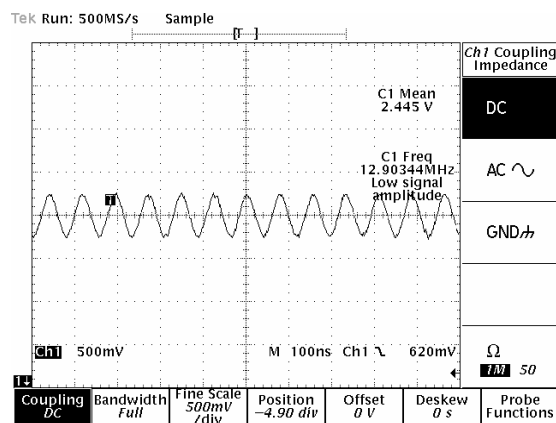 Tek Run: 500MS/s Sample
[T ]
Ch1 Coupling
Impedance
C1 Mean
2.445 V
DC
C1 Freq
12.90344MHz
Low signal
amplitude
AC
T
GND
Ch1 500mV M 100ns Ch1 620mV
Ω
1M 50
1
Coupling
DC
Bandwidth
Full
Fine Scale
500mV
/div
Position
−4.90 div
Offset
0 V
Deskew
0 s
Probe
Functions